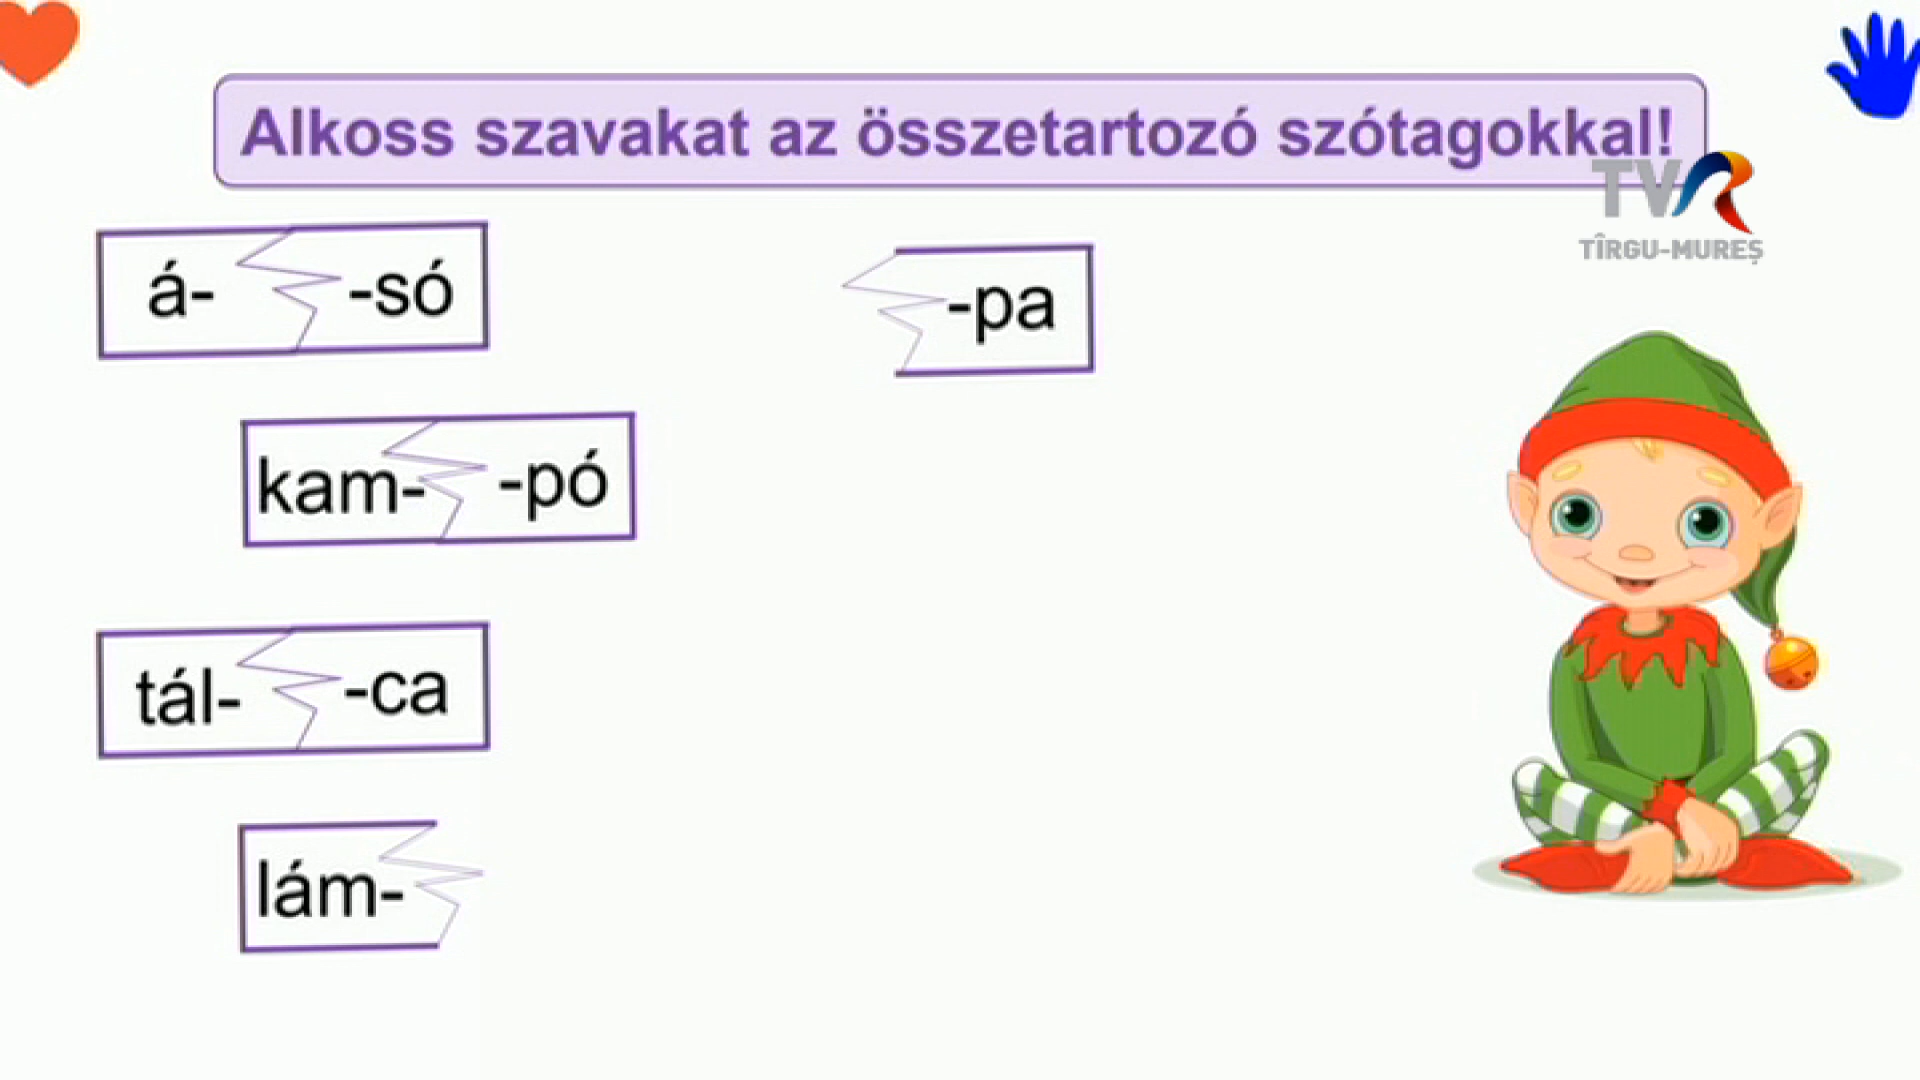 Alkoss szavakat az összetartozó szótagokkal!
TVR
TÎRGU-MUREȘ
á- -só
-pa
kam- -pó
tál- -ca
lám-